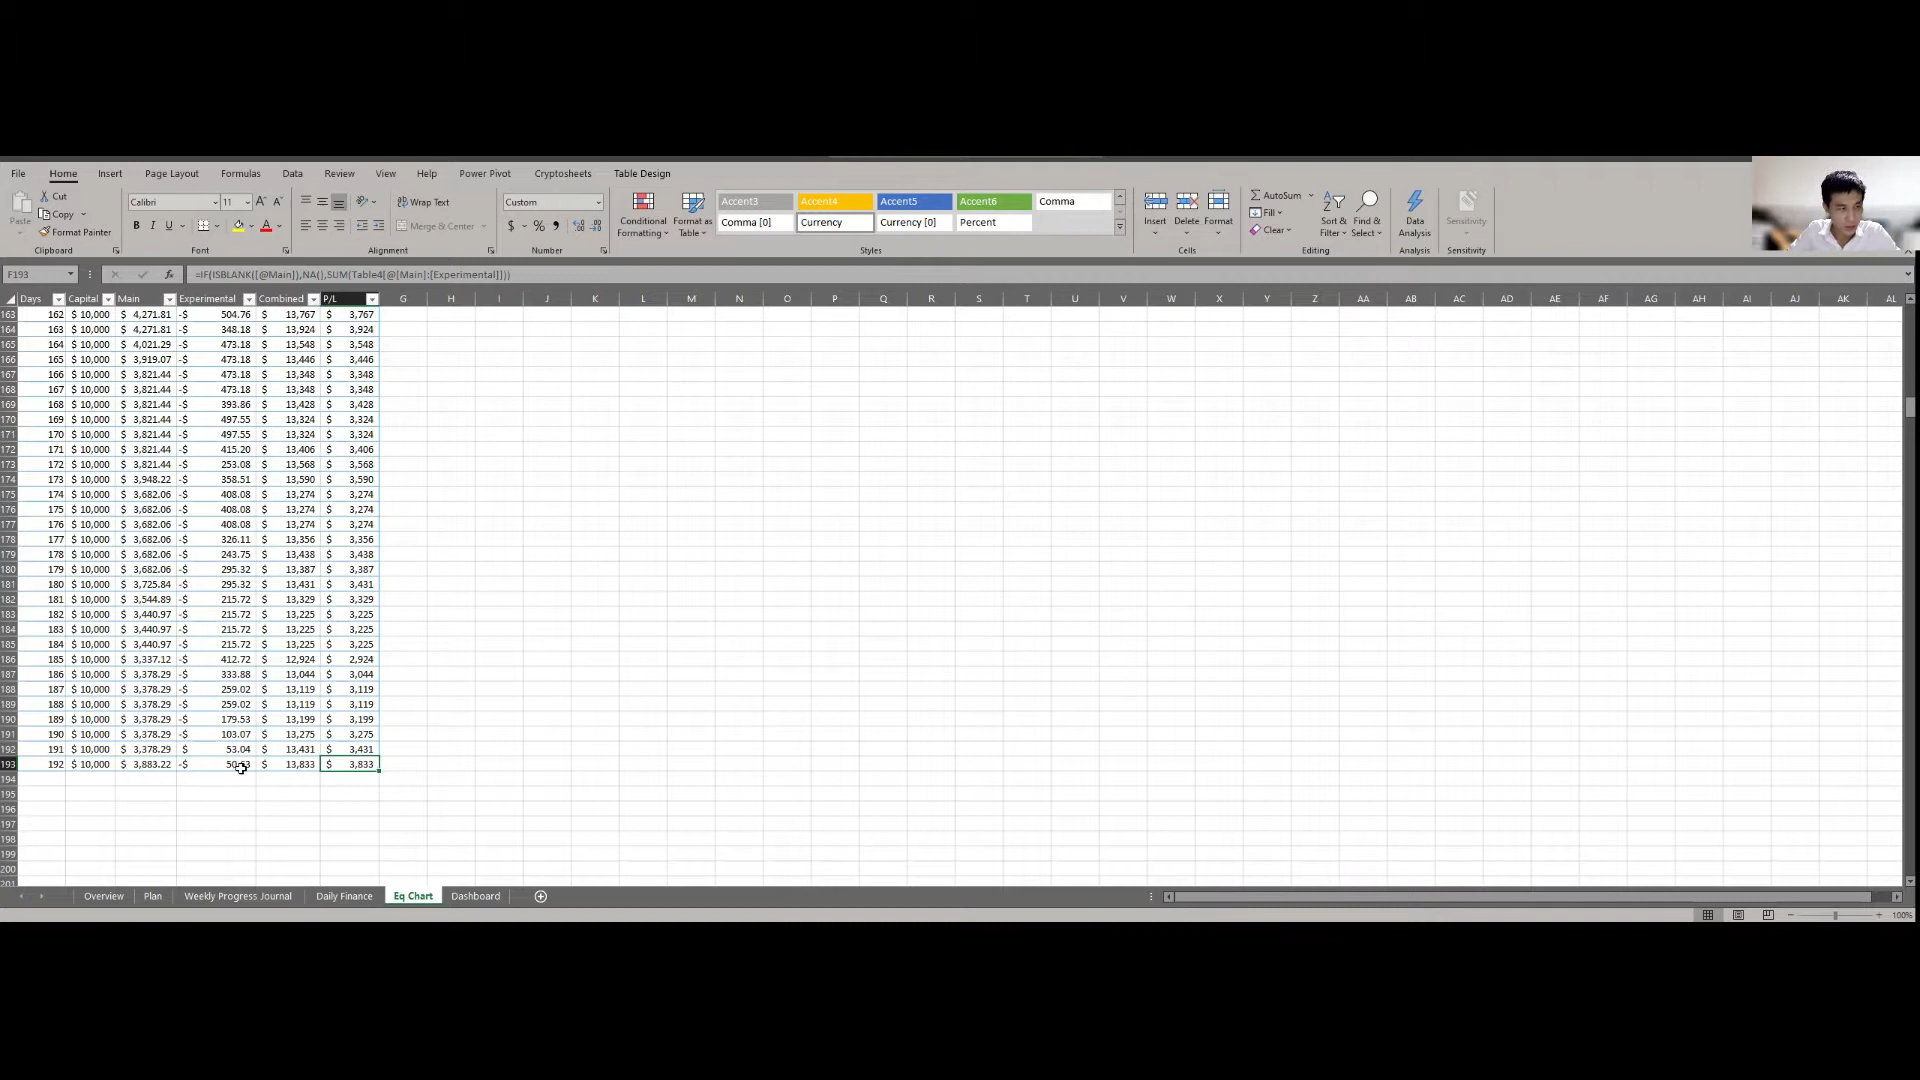 File Home Insert Page Layout Formulas Data Review View Help Power Pivot Cryptosheets Table Design
Paste Cut Copy Format Painter Clipboard
Calibri 11 B I U Font
Wrap Text Merge & Center Alignment
Custom $ % Number
Conditional Formatting Format as Table
Accent3 Accent4 Accent5 Accent6 Comma
Comma [0] Currency Currency [0] Percent
Styles
Insert Delete Format Cells
AutoSum Fill Clear Sort & Filter Find & Select Editing
Data Analysis Analysis
Sensitivity Sensitivity
F193 fx =IF(ISBLANK([@Main]),NA(),SUM(Table4[@[Main]:[Experimental]]))
Days Capital Main Experimental Combined P/L G H I J K L M N O P Q R S T U V W X Y Z AA AB AC AD AE AF AG AH AI AJ AK AL
163 162 $ 10,000 $ 4,271.81 -$ 504.76 $ 13,767 $ 3,767
164 163 $ 10,000 $ 4,271.81 -$ 348.18 $ 13,924 $ 3,924
165 164 $ 10,000 $ 4,021.29 -$ 473.18 $ 13,548 $ 3,548
166 165 $ 10,000 $ 3,919.07 -$ 473.18 $ 13,446 $ 3,446
167 166 $ 10,000 $ 3,821.44 -$ 473.18 $ 13,348 $ 3,348
168 167 $ 10,000 $ 3,821.44 -$ 473.18 $ 13,348 $ 3,348
169 168 $ 10,000 $ 3,821.44 -$ 393.86 $ 13,428 $ 3,428
170 169 $ 10,000 $ 3,821.44 -$ 497.55 $ 13,324 $ 3,324
171 170 $ 10,000 $ 3,821.44 -$ 497.55 $ 13,324 $ 3,324
172 171 $ 10,000 $ 3,821.44 -$ 415.20 $ 13,406 $ 3,406
173 172 $ 10,000 $ 3,821.44 -$ 253.08 $ 13,568 $ 3,568
174 173 $ 10,000 $ 3,948.22 -$ 358.51 $ 13,590 $ 3,590
175 174 $ 10,000 $ 3,682.06 -$ 408.08 $ 13,274 $ 3,274
176 175 $ 10,000 $ 3,682.06 -$ 408.08 $ 13,274 $ 3,274
177 176 $ 10,000 $ 3,682.06 -$ 408.08 $ 13,274 $ 3,274
178 177 $ 10,000 $ 3,682.06 -$ 326.11 $ 13,356 $ 3,356
179 178 $ 10,000 $ 3,682.06 -$ 243.75 $ 13,438 $ 3,438
180 179 $ 10,000 $ 3,682.06 -$ 295.32 $ 13,387 $ 3,387
181 180 $ 10,000 $ 3,725.84 -$ 295.32 $ 13,431 $ 3,431
182 181 $ 10,000 $ 3,544.89 -$ 215.72 $ 13,329 $ 3,329
183 182 $ 10,000 $ 3,440.97 -$ 215.72 $ 13,225 $ 3,225
184 183 $ 10,000 $ 3,440.97 -$ 215.72 $ 13,225 $ 3,225
185 184 $ 10,000 $ 3,440.97 -$ 215.72 $ 13,225 $ 3,225
186 185 $ 10,000 $ 3,337.12 -$ 412.72 $ 12,924 $ 2,924
187 186 $ 10,000 $ 3,378.29 -$ 333.88 $ 13,044 $ 3,044
188 187 $ 10,000 $ 3,378.29 -$ 259.02 $ 13,119 $ 3,119
189 188 $ 10,000 $ 3,378.29 -$ 259.02 $ 13,119 $ 3,119
190 189 $ 10,000 $ 3,378.29 -$ 179.53 $ 13,199 $ 3,199
191 190 $ 10,000 $ 3,378.29 -$ 103.07 $ 13,275 $ 3,275
192 191 $ 10,000 $ 3,378.29 $ 53.04 $ 13,431 $ 3,431
193 192 $ 10,000 $ 3,883.22 -$ $ 13,833 $ 3,833
194
195
196
197
198
199
200
201
Overview Plan Weekly Progress Journal Daily Finance Eq Chart Dashboard
100%